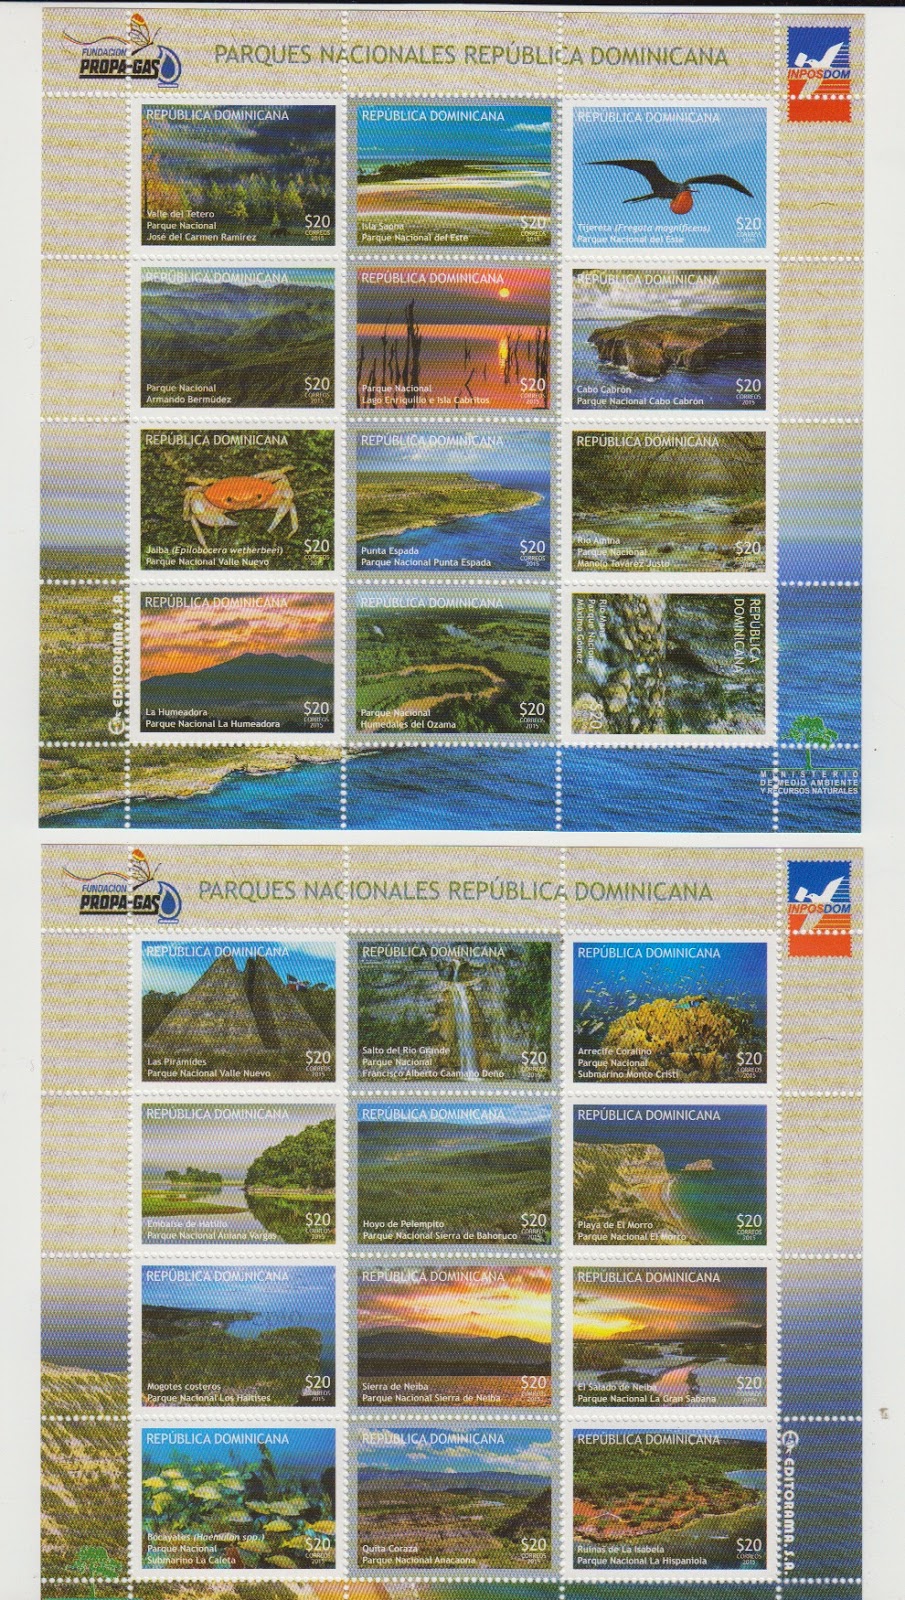 FUNDACION
PROPA-GAS
PARQUES NACIONALES REPÚBLICA DOMINICANA
INPOSDOM
REPÚBLICA DOMINICANA
Valle del Tetero
Parque Nacional
José del Carmen Ramírez
$20
CORREOS
2015
REPÚBLICA DOMINICANA
Isla Saona
Parque Nacional del Este
$20
CORREOS
2015
REPÚBLICA DOMINICANA
Tijereta (Fregata magnificens)
Parque Nacional del Este
$20
CORREOS
2015
REPÚBLICA DOMINICANA
Parque Nacional
Armando Bermúdez
$20
CORREOS
2015
REPÚBLICA DOMINICANA
Parque Nacional
Lago Enriquillo e Isla Cabritos
$20
CORREOS
2015
REPÚBLICA DOMINICANA
Cabo Cabrón
Parque Nacional Cabo Cabrón
$20
CORREOS
2015
REPÚBLICA DOMINICANA
Jaiba (Epilobocera wetherbeei)
Parque Nacional Valle Nuevo
$20
CORREOS
2015
REPÚBLICA DOMINICANA
Punta Espada
Parque Nacional Punta Espada
$20
CORREOS
2015
REPÚBLICA DOMINICANA
Río Amina
Parque Nacional
Manolo Tavárez Justo
$20
CORREOS
2015
REPÚBLICA DOMINICANA
La Humeadora
Parque Nacional La Humeadora
$20
CORREOS
2015
REPÚBLICA DOMINICANA
Parque Nacional
Humedales del Ozama
$20
CORREOS
2015
REPÚBLICA
DOMINICANA
Parque Nacional
Máximo Gómez
$20
EDITORAMA, S.A.
MINISTERIO
DE MEDIO AMBIENTE
Y RECURSOS NATURALES
FUNDACION
PROPA-GAS
PARQUES NACIONALES REPÚBLICA DOMINICANA
INPOSDOM
REPÚBLICA DOMINICANA
Las Pirámides
Parque Nacional Valle Nuevo
$20
CORREOS
2015
REPÚBLICA DOMINICANA
Salto del Río Grande
Parque Nacional
Francisco Alberto Caamaño Deñó
$20
CORREOS
2015
REPÚBLICA DOMINICANA
Arrecife Coralino
Parque Nacional
Submarino Monte Cristi
$20
CORREOS
2015
REPÚBLICA DOMINICANA
Embalse de Hatillo
Parque Nacional Aniana Vargas
$20
CORREOS
2015
REPÚBLICA DOMINICANA
Hoyo de Pelempito
Parque Nacional Sierra de Bahoruco
$20
CORREOS
2015
REPÚBLICA DOMINICANA
Playa de El Morro
Parque Nacional El Morro
$20
CORREOS
2015
REPÚBLICA DOMINICANA
Mogotes costeros
Parque Nacional Los Haitises
$20
CORREOS
2015
REPÚBLICA DOMINICANA
Sierra de Neiba
Parque Nacional Sierra de Neiba
$20
CORREOS
2015
REPÚBLICA DOMINICANA
El Salado de Neiba
Parque Nacional La Gran Sabana
$20
CORREOS
2015
REPÚBLICA DOMINICANA
Bocayates (Haemulon spp.)
Parque Nacional
Submarino La Caleta
$20
CORREOS
2015
REPÚBLICA DOMINICANA
Quita Coraza
Parque Nacional Anacaona
$20
CORREOS
2015
REPÚBLICA DOMINICANA
Ruinas de La Isabela
Parque Nacional La Hispaniola
$20
CORREOS
2015
EDITORAMA, S.A.